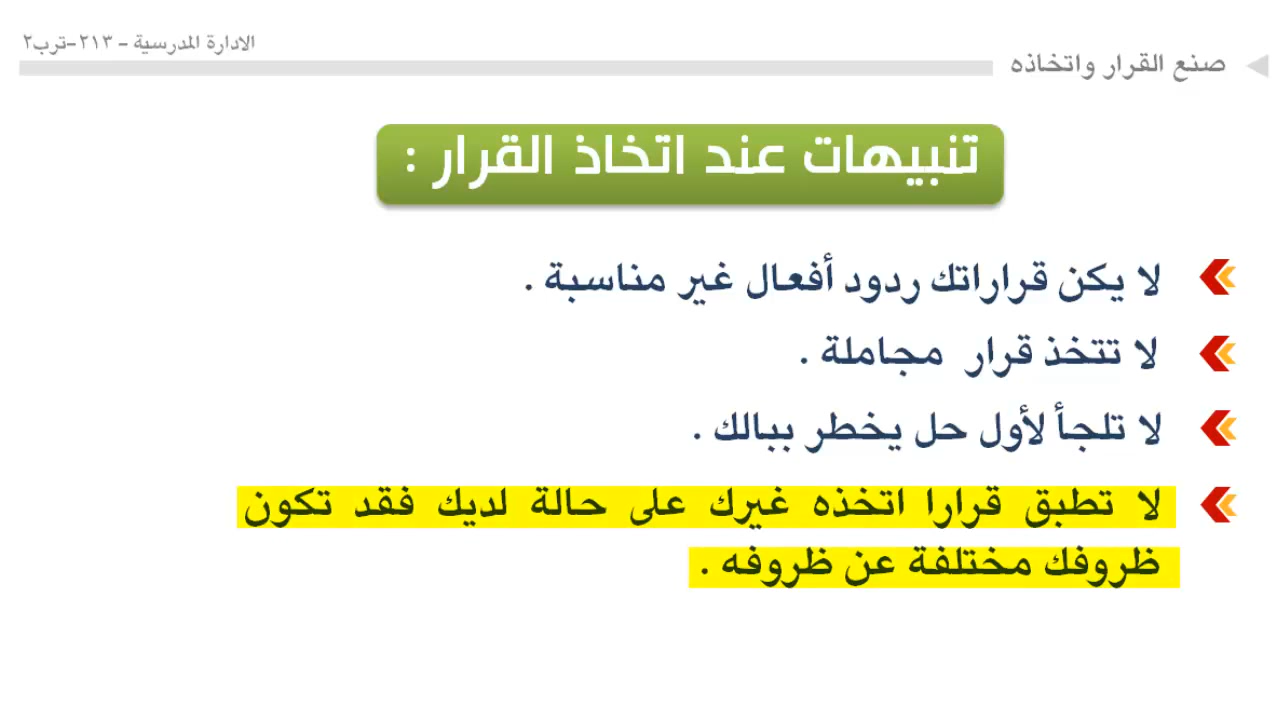 الادارة المدرسية - ٢١٣-ترب٢
صنع القرار واتخاذه
تنبيهات عند اتخاذ القرار :
لا يكن قراراتك ردود أفعال غير مناسبة .
لا تتخذ قرار مجاملة .
لا تلجأ لأول حل يخطر ببالك .
لا تطبق قرارا اتخذه غيرك على حالة لديك فقد تكون
ظروفك مختلفة عن ظروفه .